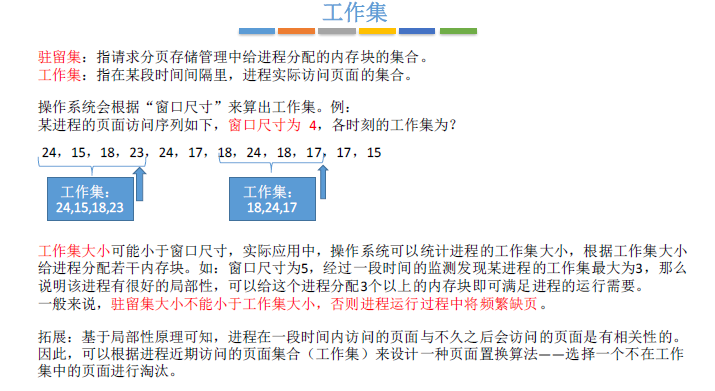 工作集
驻留集：指请求分页存储管理中给进程分配的内存块的集合。
工作集：指在某段时间间隔里，进程实际访问页面的集合。
操作系统会根据“窗口尺寸”来算出工作集。例：
某进程的页面访问序列如下，窗口尺寸为 4，各时刻的工作集为？
24，15，18，23，24，17，18，24，18，17，17，15
工作集：
24,15,18,23
工作集：
18,24,17
工作集大小可能小于窗口尺寸，实际应用中，操作系统可以统计进程的工作集大小，根据工作集大小
给进程分配若干内存块。如：窗口尺寸为5，经过一段时间的监测发现某进程的工作集最大为3，那么
说明该进程有很好的局部性，可以给这个进程分配3个以上的内存块即可满足进程的运行需要。
一般来说，驻留集大小不能小于工作集大小，否则进程运行过程中将频繁缺页。
拓展：基于局部性原理可知，进程在一段时间内访问的页面与不久之后会访问的页面是有相关性的。
因此，可以根据进程近期访问的页面集合（工作集）来设计一种页面置换算法——选择一个不在工作
集中的页面进行淘汰。